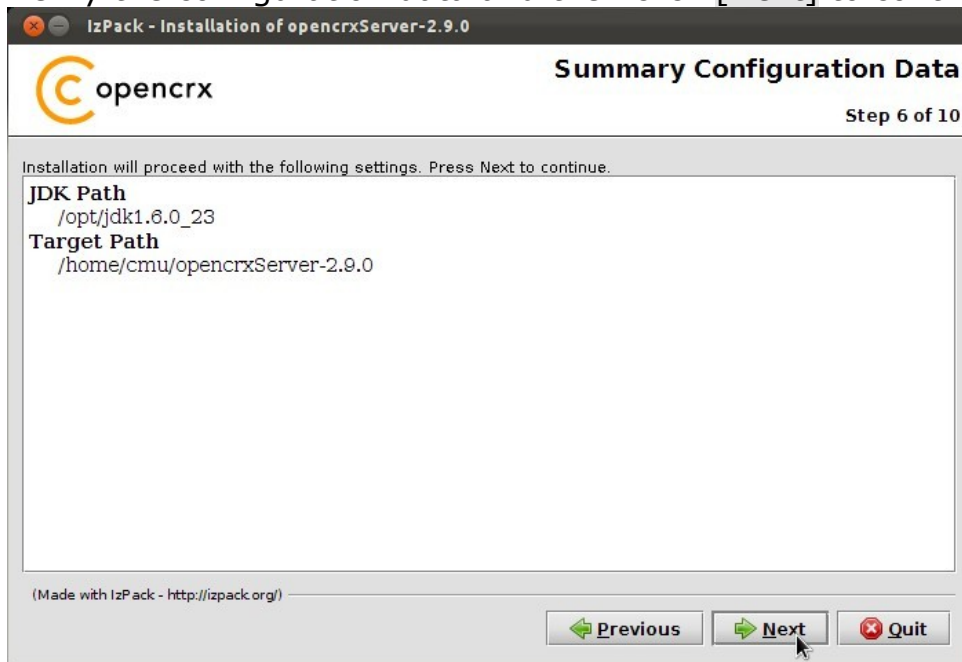 IzPack - Installation of opencrxServer-2.9.0
opencrx
Summary Configuration Data
Step 6 of 10
Installation will proceed with the following settings. Press Next to continue.
JDK Path
/opt/jdk1.6.0_23
Target Path
/home/cmu/opencrxServer-2.9.0
(Made with IzPack - http://izpack.org/)
Previous
Next
Quit